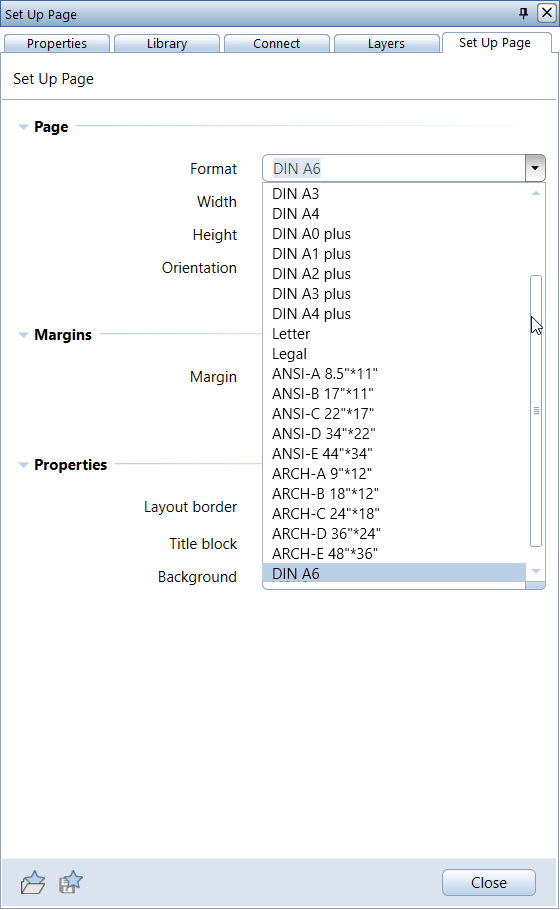 Set Up Page
Properties
Library
Connect
Layers
Set Up Page
Set Up Page
Page
Format
DIN A6
Width
Height
Orientation
DIN A3
DIN A4
DIN A0 plus
DIN A1 plus
DIN A2 plus
DIN A3 plus
DIN A4 plus
Letter
Legal
ANSI-A 8.5"*11"
ANSI-B 17"*11"
ANSI-C 22"*17"
ANSI-D 34"*22"
ANSI-E 44"*34"
ARCH-A 9"*12"
ARCH-B 18"*12"
ARCH-C 24"*18"
ARCH-D 36"*24"
ARCH-E 48"*36"
DIN A6
Margins
Margin
Properties
Layout border
Title block
Background
Close